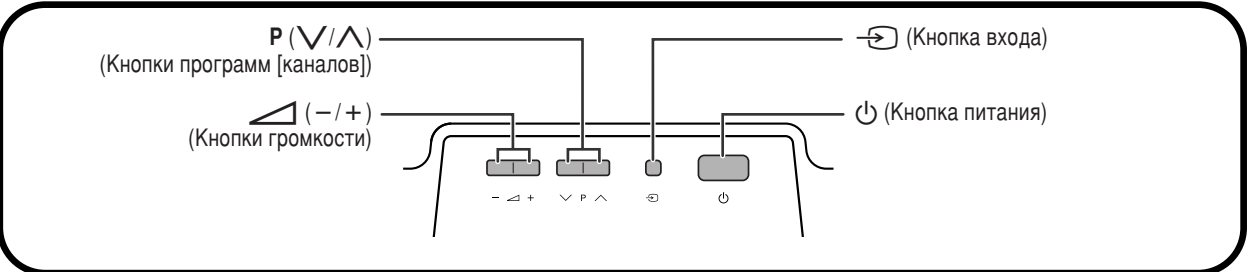 P (∨/∧)
(Кнопки программ [каналов])
(−/+)
(Кнопки громкости)
(Кнопка входа)
(Кнопка питания)
− + ∨ P ∧